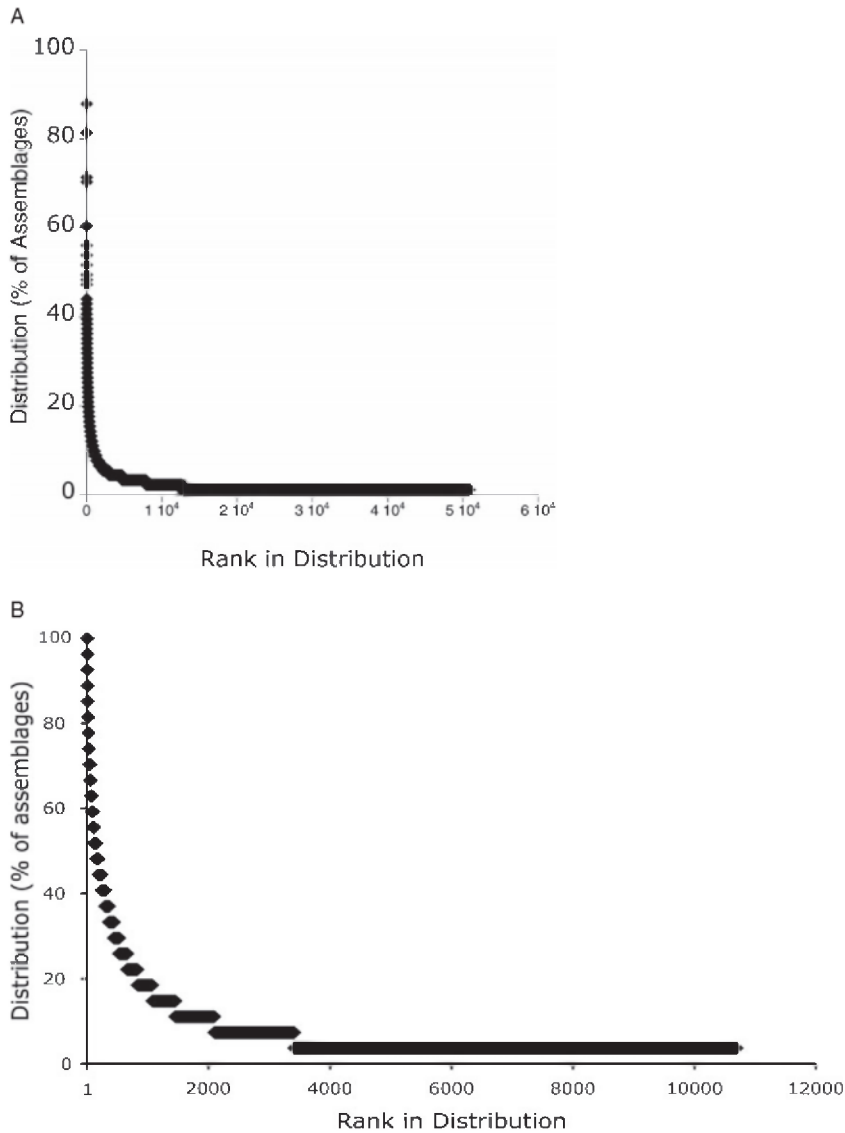 A
100
80
60
40
20
0
Distribution (% of Assemblages)
0 1 10⁴ 2 10⁴ 3 10⁴ 4 10⁴ 5 10⁴ 6 10⁴
Rank in Distribution
B
100
80
60
40
20
0
Distribution (% of assemblages)
1 2000 4000 6000 8000 10000 12000
Rank in Distribution